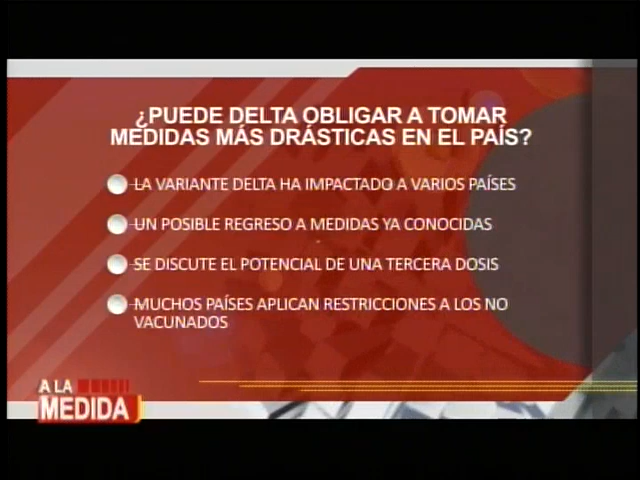 ¿PUEDE DELTA OBLIGAR A TOMAR
MEDIDAS MÁS DRÁSTICAS EN EL PAÍS?
LA VARIANTE DELTA HA IMPACTADO A VARIOS PAÍSES
UN POSIBLE REGRESO A MEDIDAS YA CONOCIDAS
SE DISCUTE EL POTENCIAL DE UNA TERCERA DOSIS
MUCHOS PAÍSES APLICAN RESTRICCIONES A LOS NO
VACUNADOS
A LA
MEDIDA